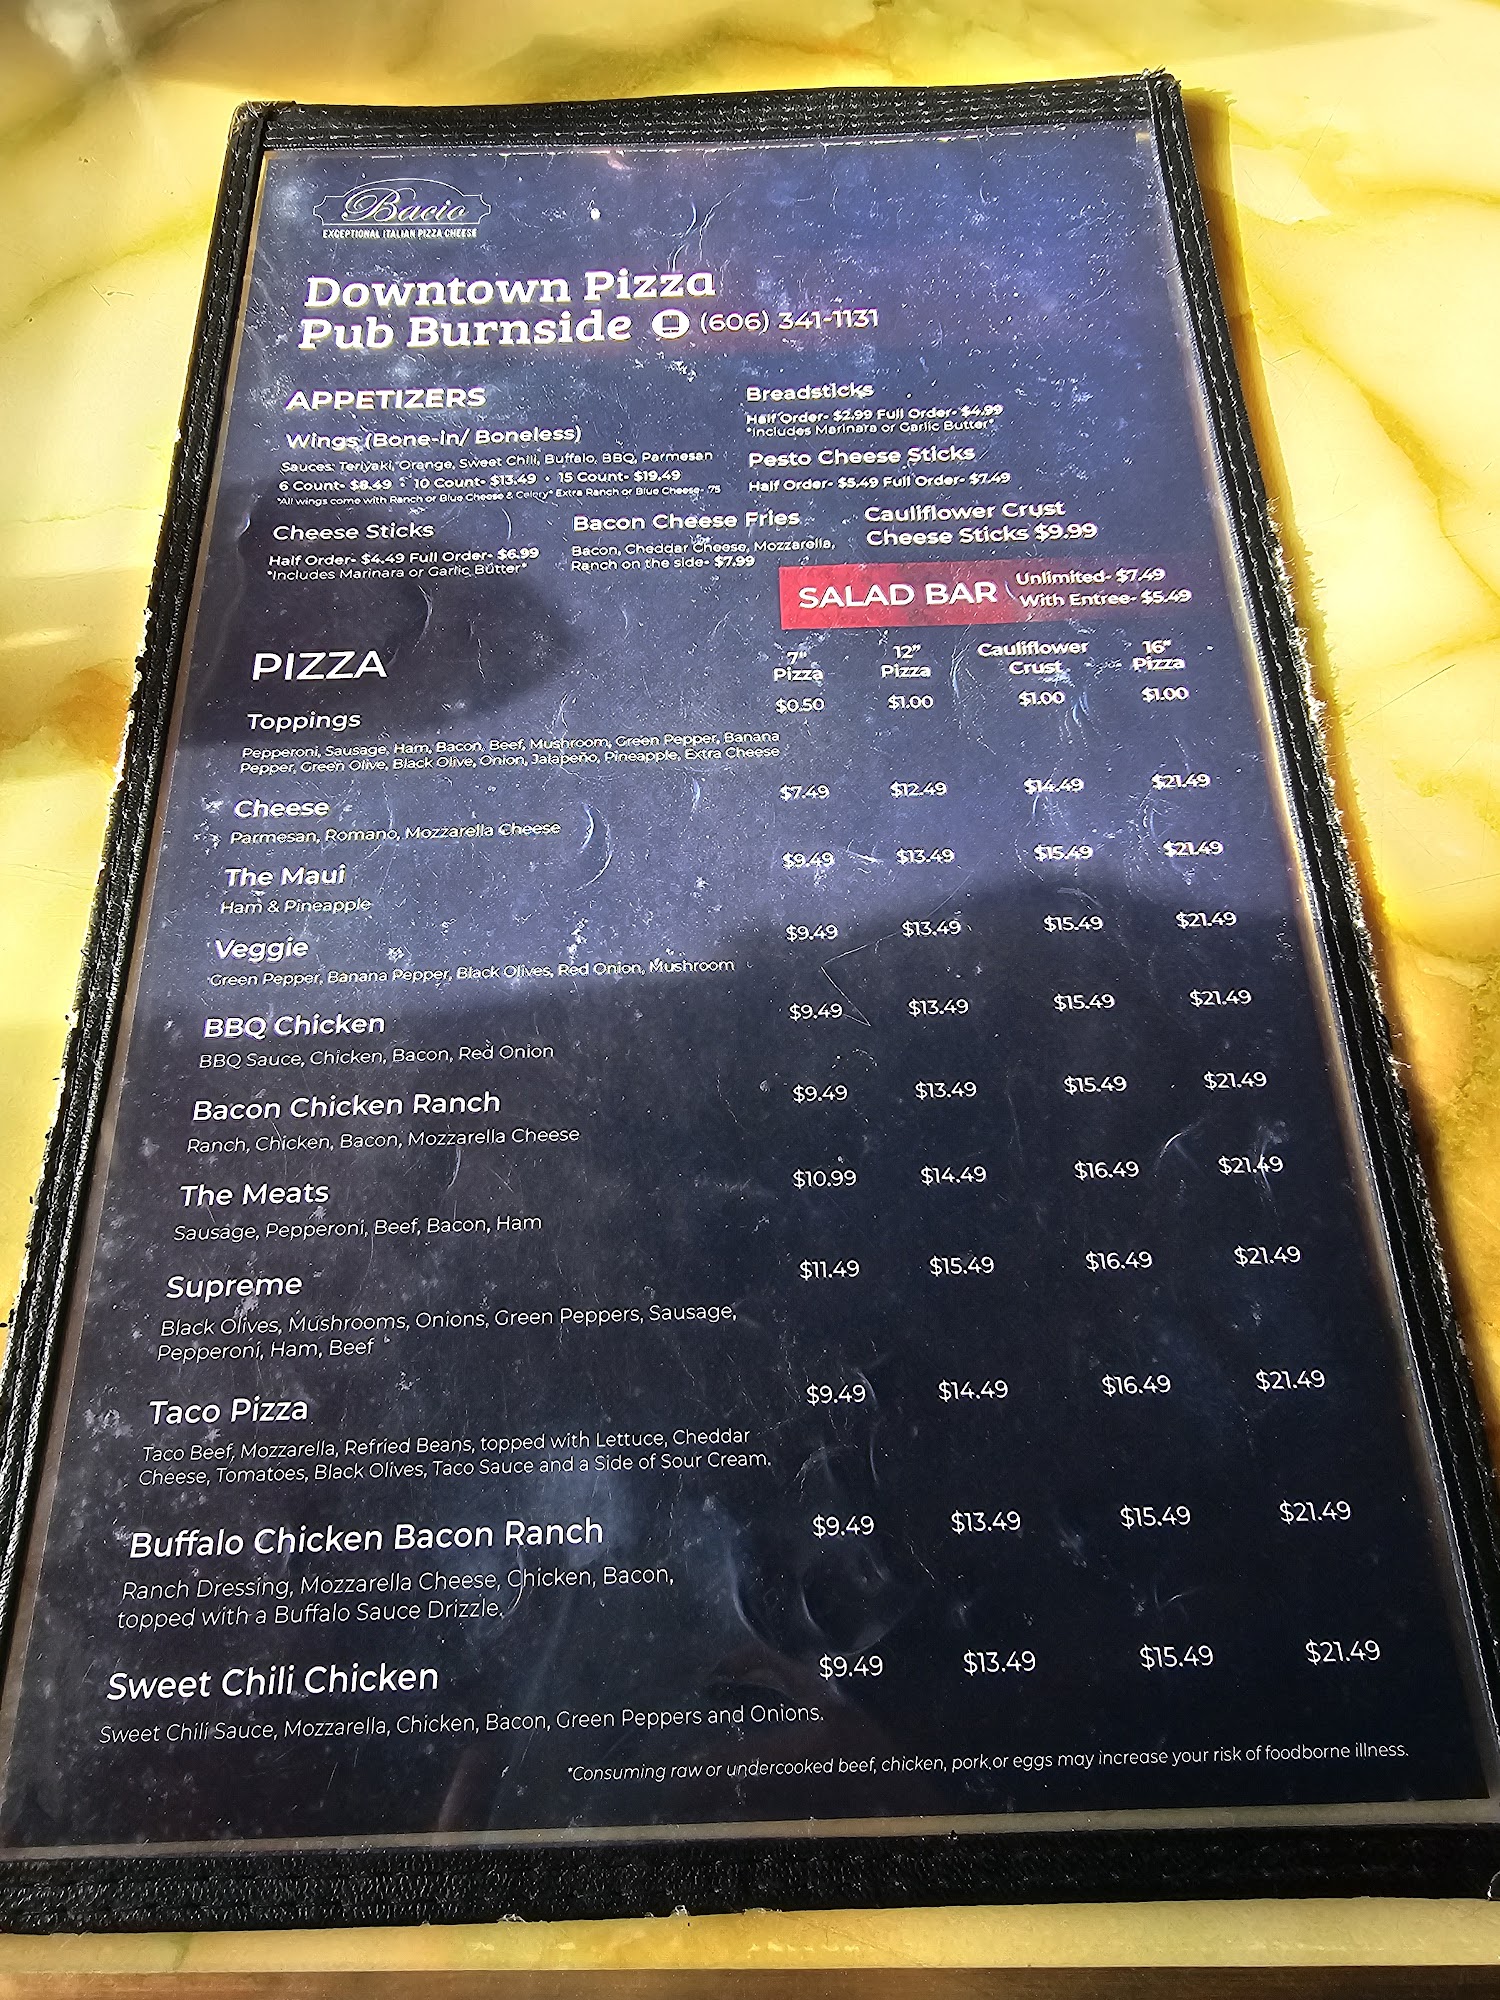 Bacio
EXCEPTIONAL ITALIAN PIZZA CHEESE
Downtown Pizza
Pub Burnside (606) 341-1131
APPETIZERS
Wings (Bone-in/ Boneless)
Sauces: Teriyaki, Orange, Sweet Chili, Buffalo, BBQ, Parmesan
6 Count- $8.49 • 10 Count- $13.49 • 15 Count- $19.49
*All wings come with Ranch or Blue Cheese & Celery* Extra Ranch or Blue Cheese- .75
Breadsticks
Half Order- $2.99 Full Order- $4.99
*Includes Marinara or Garlic Butter*
Pesto Cheese Sticks
Half Order- $5.49 Full Order- $7.49
Cheese Sticks
Half Order- $4.49 Full Order- $6.99
*Includes Marinara or Garlic Butter*
Bacon Cheese Fries
Bacon, Cheddar Cheese, Mozzarella,
Ranch on the side- $7.99
Cauliflower Crust
Cheese Sticks $9.99
SALAD BAR
Unlimited- $7.49
With Entree- $5.49
PIZZA
7" Pizza
12" Pizza
Cauliflower Crust
16" Pizza
Toppings $0.50 $1.00 $1.00 $1.00
Pepperoni, Sausage, Ham, Bacon, Beef, Mushroom, Green Pepper, Banana
Pepper, Green Olive, Black Olive, Onion, Jalapeño, Pineapple, Extra Cheese
Cheese $7.49 $12.49 $14.49 $21.49
Parmesan, Romano, Mozzarella Cheese
The Maui $9.49 $13.49 $15.49 $21.49
Ham & Pineapple
Veggie $9.49 $13.49 $15.49 $21.49
Green Pepper, Banana Pepper, Black Olives, Red Onion, Mushroom
BBQ Chicken $9.49 $13.49 $15.49 $21.49
BBQ Sauce, Chicken, Bacon, Red Onion
Bacon Chicken Ranch $9.49 $13.49 $15.49 $21.49
Ranch, Chicken, Bacon, Mozzarella Cheese
The Meats $10.99 $14.49 $16.49 $21.49
Sausage, Pepperoni, Beef, Bacon, Ham
Supreme $11.49 $15.49 $16.49 $21.49
Black Olives, Mushrooms, Onions, Green Peppers, Sausage,
Pepperoni, Ham, Beef
Taco Pizza $9.49 $14.49 $16.49 $21.49
Taco Beef, Mozzarella, Refried Beans, topped with Lettuce, Cheddar
Cheese, Tomatoes, Black Olives, Taco Sauce and a Side of Sour Cream.
Buffalo Chicken Bacon Ranch $9.49 $13.49 $15.49 $21.49
Ranch Dressing, Mozzarella Cheese, Chicken, Bacon,
topped with a Buffalo Sauce Drizzle.
Sweet Chili Chicken $9.49 $13.49 $15.49 $21.49
Sweet Chili Sauce, Mozzarella, Chicken, Bacon, Green Peppers and Onions.
*Consuming raw or undercooked beef, chicken, pork or eggs may increase your risk of foodborne illness.